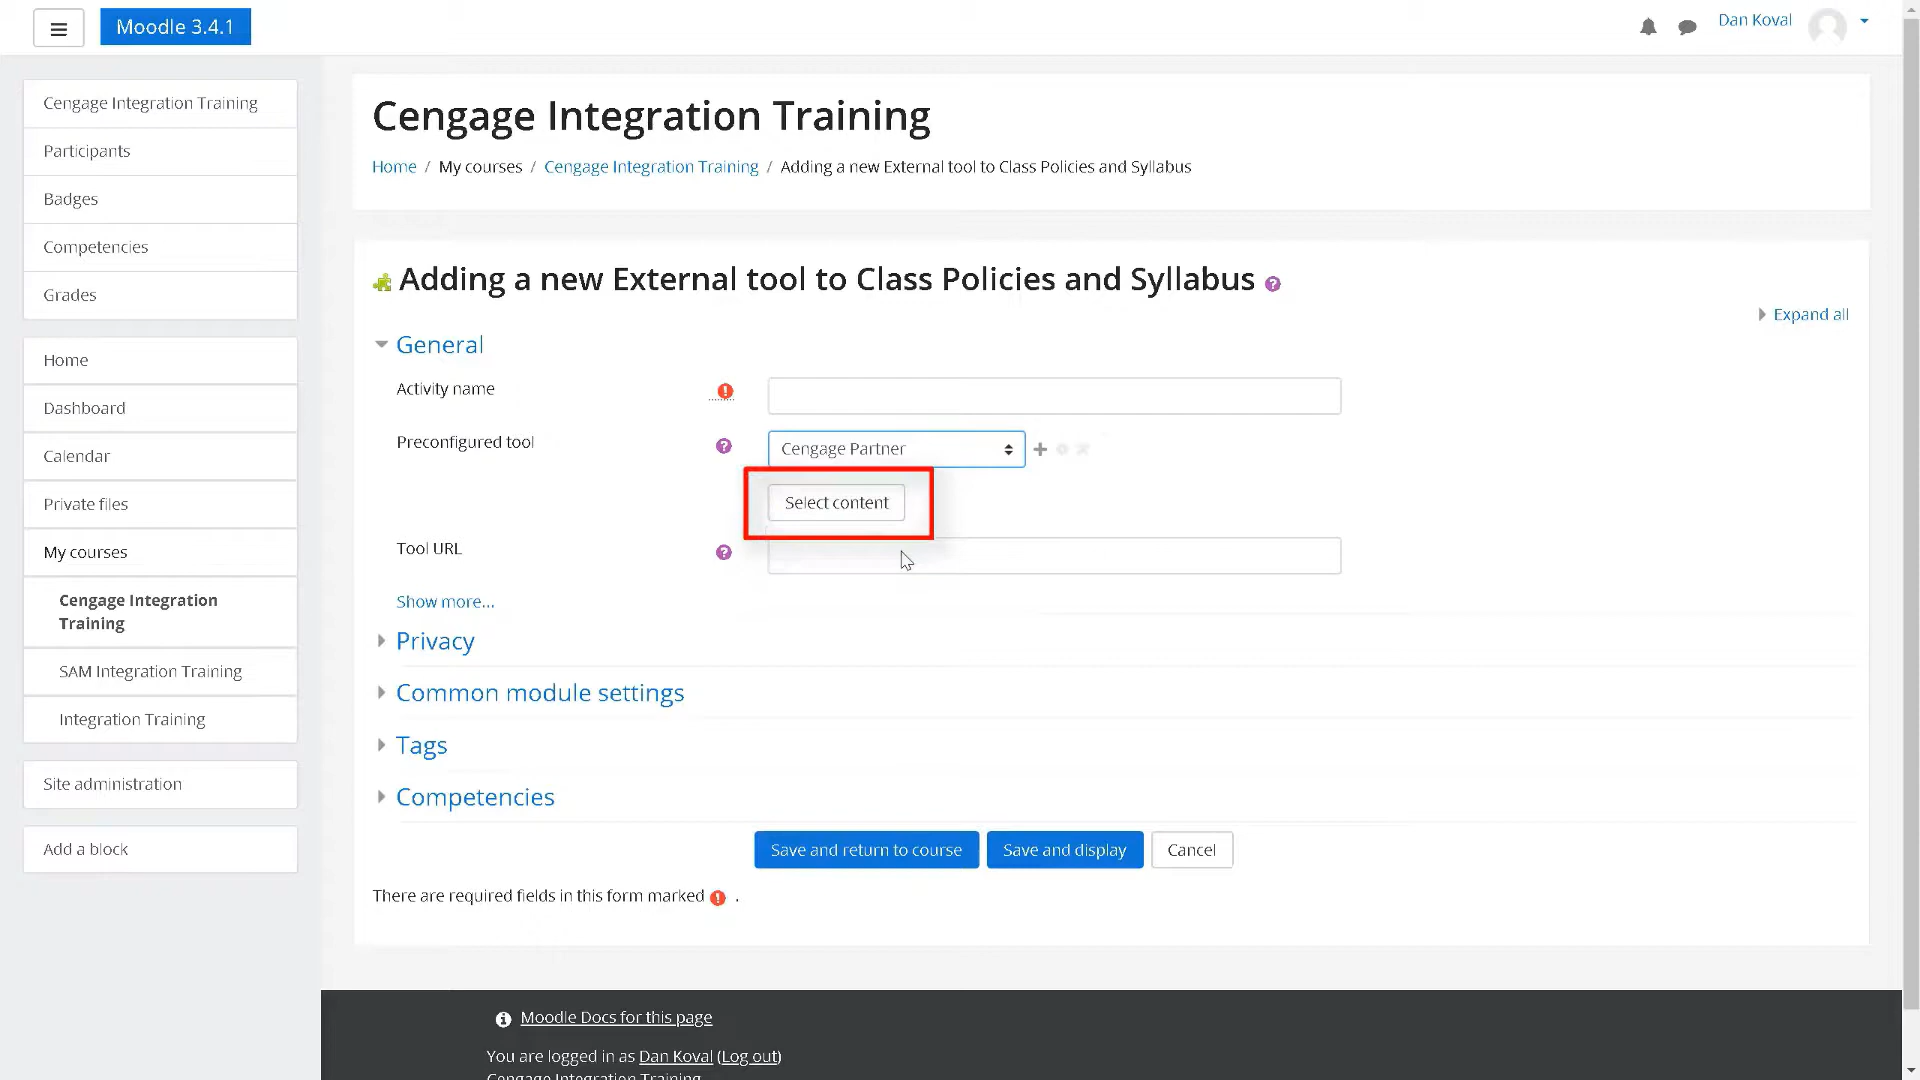 Moodle 3.4.1
Dan Koval
Cengage Integration Training
Participants
Badges
Competencies
Grades
Home
Dashboard
Calendar
Private files
My courses
Cengage Integration
Training
SAM Integration Training
Integration Training
Site administration
Add a block
Cengage Integration Training
Home / My courses / Cengage Integration Training / Adding a new External tool to Class Policies and Syllabus
Adding a new External tool to Class Policies and Syllabus
Expand all
General
Activity name
Preconfigured tool
Cengage Partner
Select content
Tool URL
Show more...
Privacy
Common module settings
Tags
Competencies
Save and return to course Save and display Cancel
There are required fields in this form marked .
Moodle Docs for this page
You are logged in as Dan Koval (Log out)
Cengage Integration Training